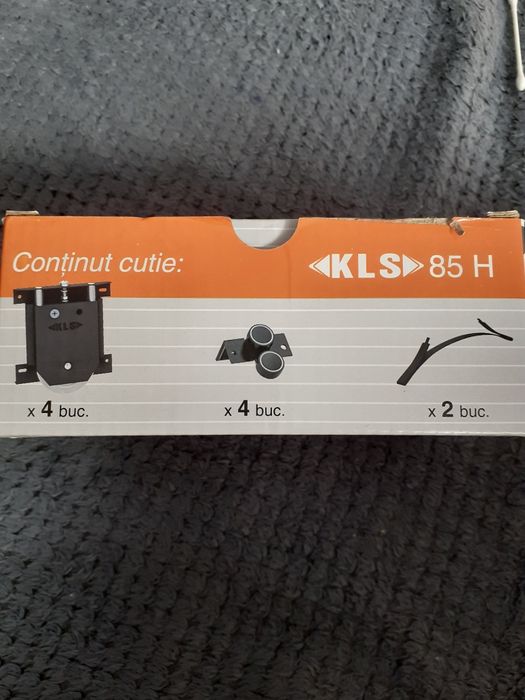 Conținut cutie:
KLS 85 H
KLS
x 4 buc.
x 4 buc.
x 2 buc.